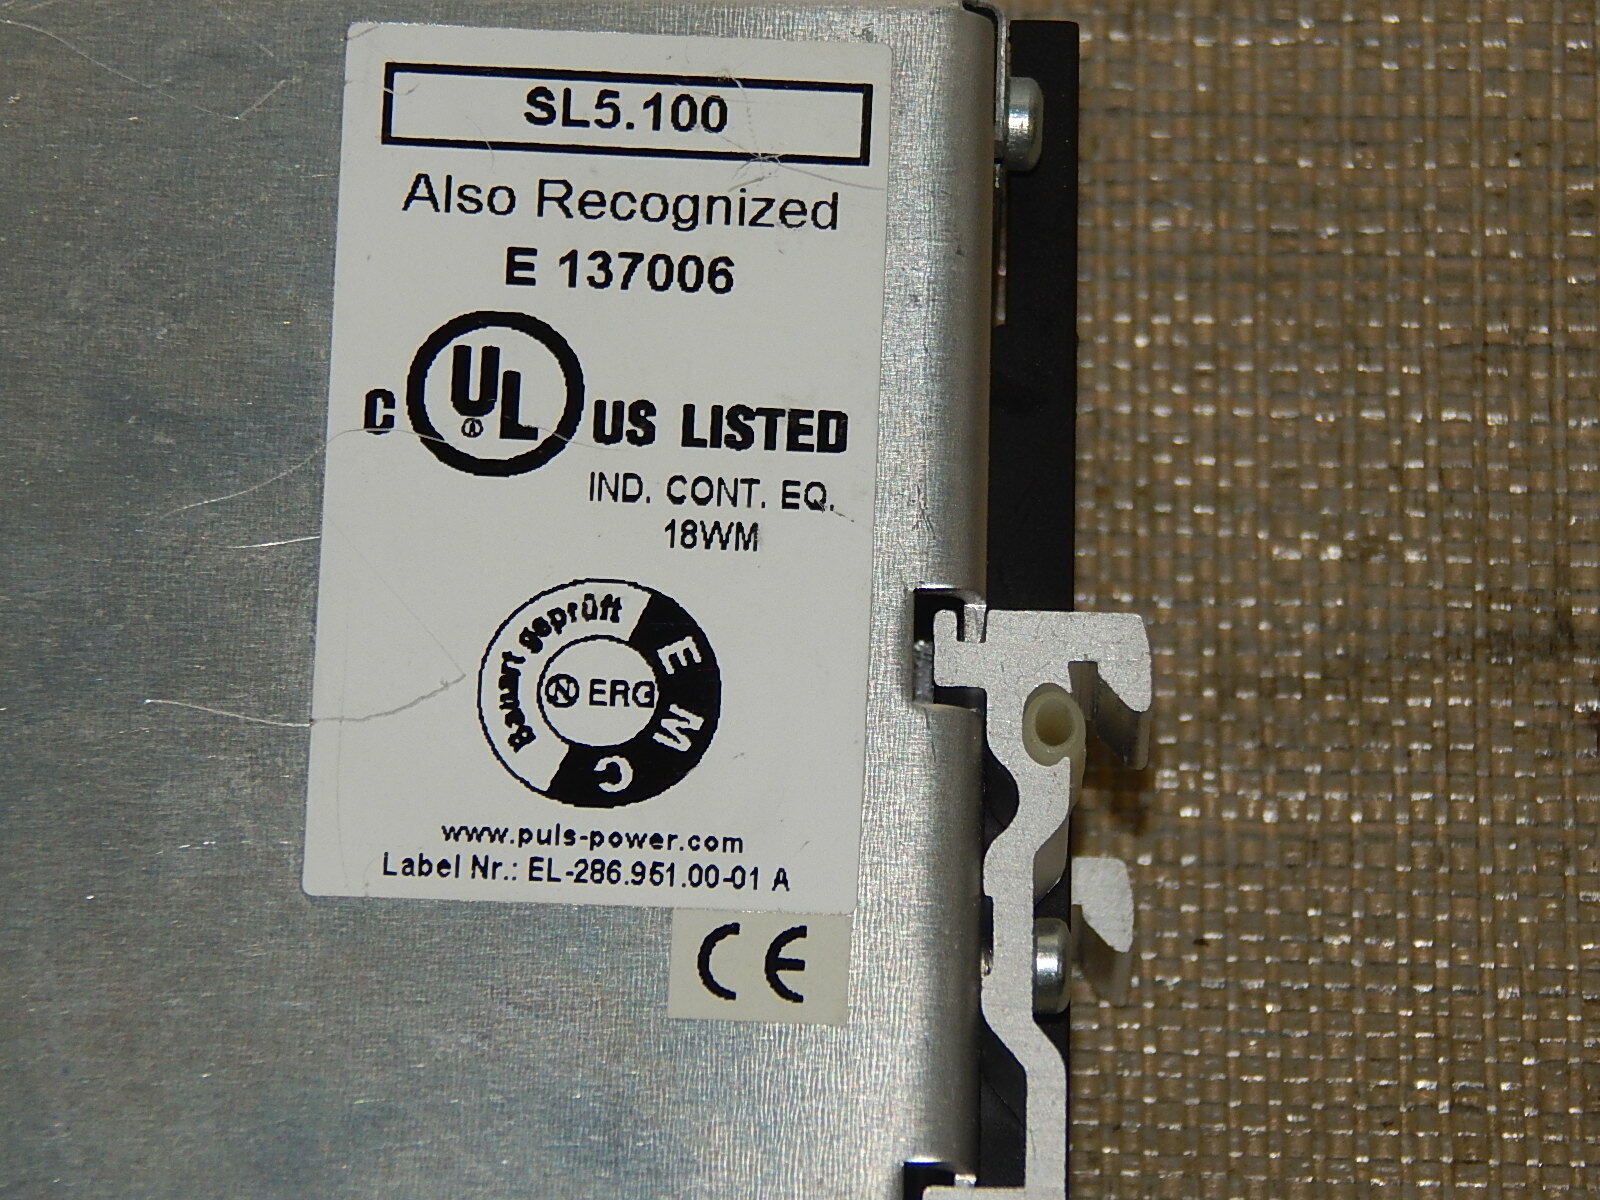 SL5.100
Also Recognized
E 137006
C UL US LISTED
IND. CONT. EQ.
18WM
Bauart geprüft EMC
N ERG
www.puls-power.com
Label Nr.: EL-286.951.00-01 A
CE